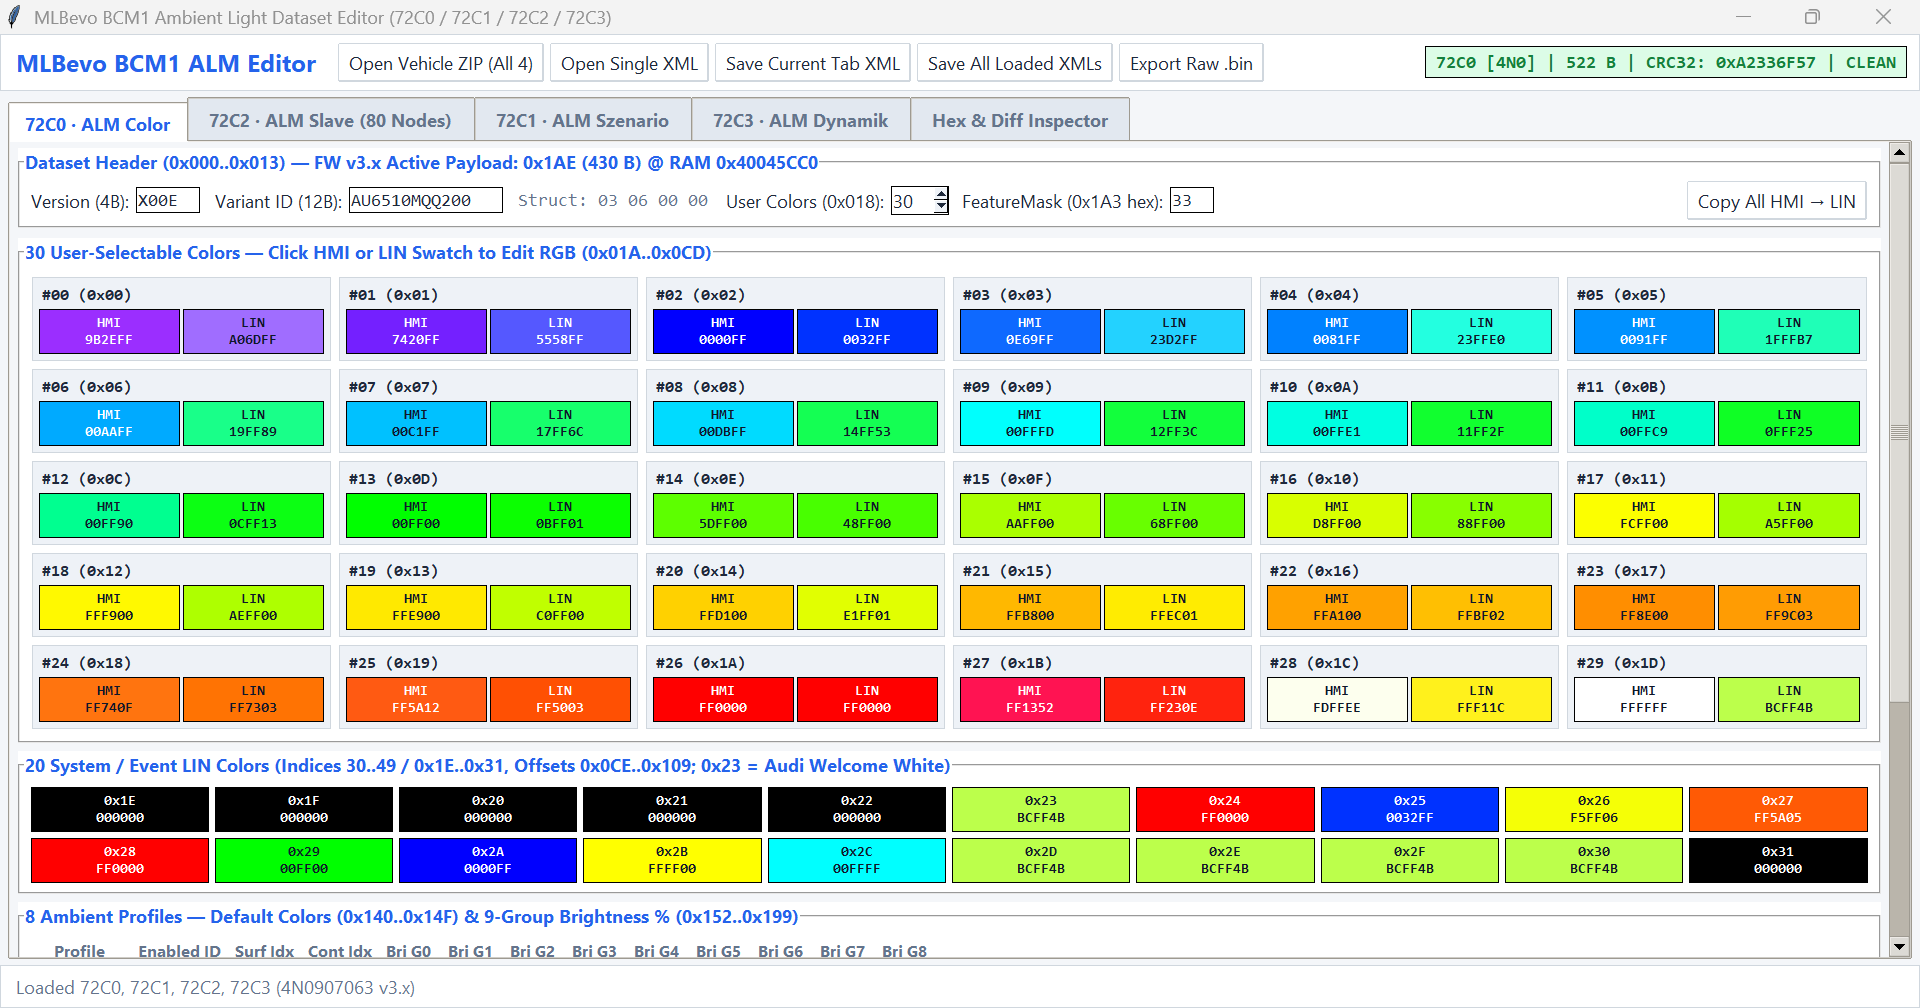 MLBevo BCM1 Ambient Light Dataset Editor (72C0 / 72C1 / 72C2 / 72C3)
MLBevo BCM1 ALM Editor Open Vehicle ZIP (All 4) Open Single XML Save Current Tab XML Save All Loaded XMLs Export Raw .bin 72C0 [4N0] | 522 B | CRC32: 0xA2336F57 | CLEAN
72C0 · ALM Color 72C2 · ALM Slave (80 Nodes) 72C1 · ALM Szenario 72C3 · ALM Dynamik Hex & Diff Inspector
Dataset Header (0x000..0x013) — FW v3.x Active Payload: 0x1AE (430 B) @ RAM 0x40045CC0
Version (4B): X00E Variant ID (12B): AU6510MQQ200 Struct: 03 06 00 00 User Colors (0x018): 30 FeatureMask (0x1A3 hex): 33 Copy All HMI → LIN
30 User-Selectable Colors — Click HMI or LIN Swatch to Edit RGB (0x01A..0x0CD)
#00 (0x00) #01 (0x01) #02 (0x02) #03 (0x03) #04 (0x04) #05 (0x05)
HMI LIN HMI LIN HMI LIN HMI LIN HMI LIN HMI LIN
9B2EFF A06DFF 7420FF 5558FF 0000FF 0032FF 0E69FF 23D2FF 0081FF 23FFE0 0091FF 1FFFB7
#06 (0x06) #07 (0x07) #08 (0x08) #09 (0x09) #10 (0x0A) #11 (0x0B)
HMI LIN HMI LIN HMI LIN HMI LIN HMI LIN HMI LIN
00AAFF 19FF89 00C1FF 17FF6C 00DBFF 14FF53 00FFFD 12FF3C 00FFE1 11FF2F 00FFC9 0FFF25
#12 (0x0C) #13 (0x0D) #14 (0x0E) #15 (0x0F) #16 (0x10) #17 (0x11)
HMI LIN HMI LIN HMI LIN HMI LIN HMI LIN HMI LIN
00FF90 0CFF13 00FF00 0BFF01 5DFF00 48FF00 AAFF00 68FF00 D8FF00 88FF00 FCFF00 A5FF00
#18 (0x12) #19 (0x13) #20 (0x14) #21 (0x15) #22 (0x16) #23 (0x17)
HMI LIN HMI LIN HMI LIN HMI LIN HMI LIN HMI LIN
FFF900 AEFF00 FFE900 C0FF00 FFD100 E1FF01 FFB800 FFEC01 FFA100 FFBF02 FF8E00 FF9C03
#24 (0x18) #25 (0x19) #26 (0x1A) #27 (0x1B) #28 (0x1C) #29 (0x1D)
HMI LIN HMI LIN HMI LIN HMI LIN HMI LIN HMI LIN
FF740F FF7303 FF5A12 FF5003 FF0000 FF0000 FF1352 FF230E FDFFEE FFF11C FFFFFF BCFF4B
20 System / Event LIN Colors (Indices 30..49 / 0x1E..0x31, Offsets 0x0CE..0x109; 0x23 = Audi Welcome White)
0x1E 0x1F 0x20 0x21 0x22 0x23 0x24 0x25 0x26 0x27
000000 000000 000000 000000 000000 BCFF4B FF0000 0032FF F5FF06 FF5A05
0x28 0x29 0x2A 0x2B 0x2C 0x2D 0x2E 0x2F 0x30 0x31
FF0000 00FF00 0000FF FFFF00 00FFFF BCFF4B BCFF4B BCFF4B BCFF4B 000000
8 Ambient Profiles — Default Colors (0x140..0x14F) & 9-Group Brightness % (0x152..0x199)
Profile Enabled ID Surf Idx Cont Idx Bri G0 Bri G1 Bri G2 Bri G3 Bri G4 Bri G5 Bri G6 Bri G7 Bri G8
Loaded 72C0, 72C1, 72C2, 72C3 (4N0907063 v3.x)